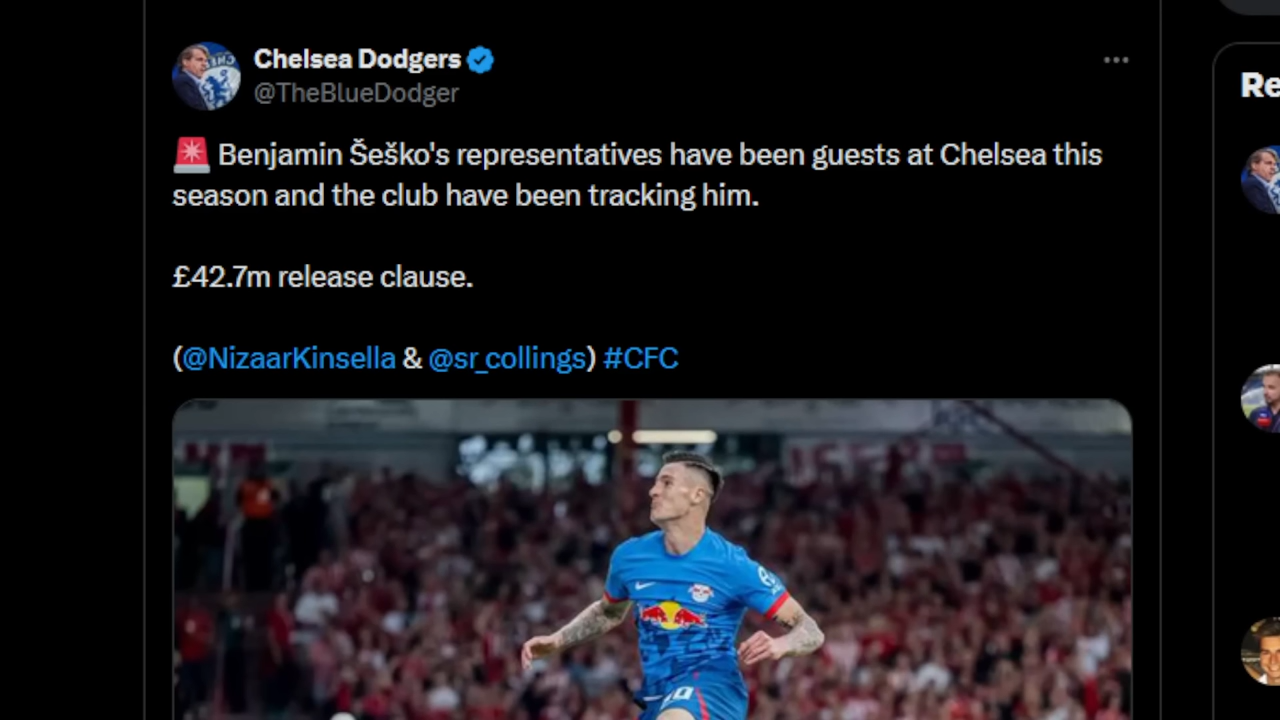 Chelsea Dodgers
@TheBlueDodger
🚨 Benjamin Šeško's representatives have been guests at Chelsea this
season and the club have been tracking him.
£42.7m release clause.
(@NizaarKinsella & @sr_collings) #CFC
Re